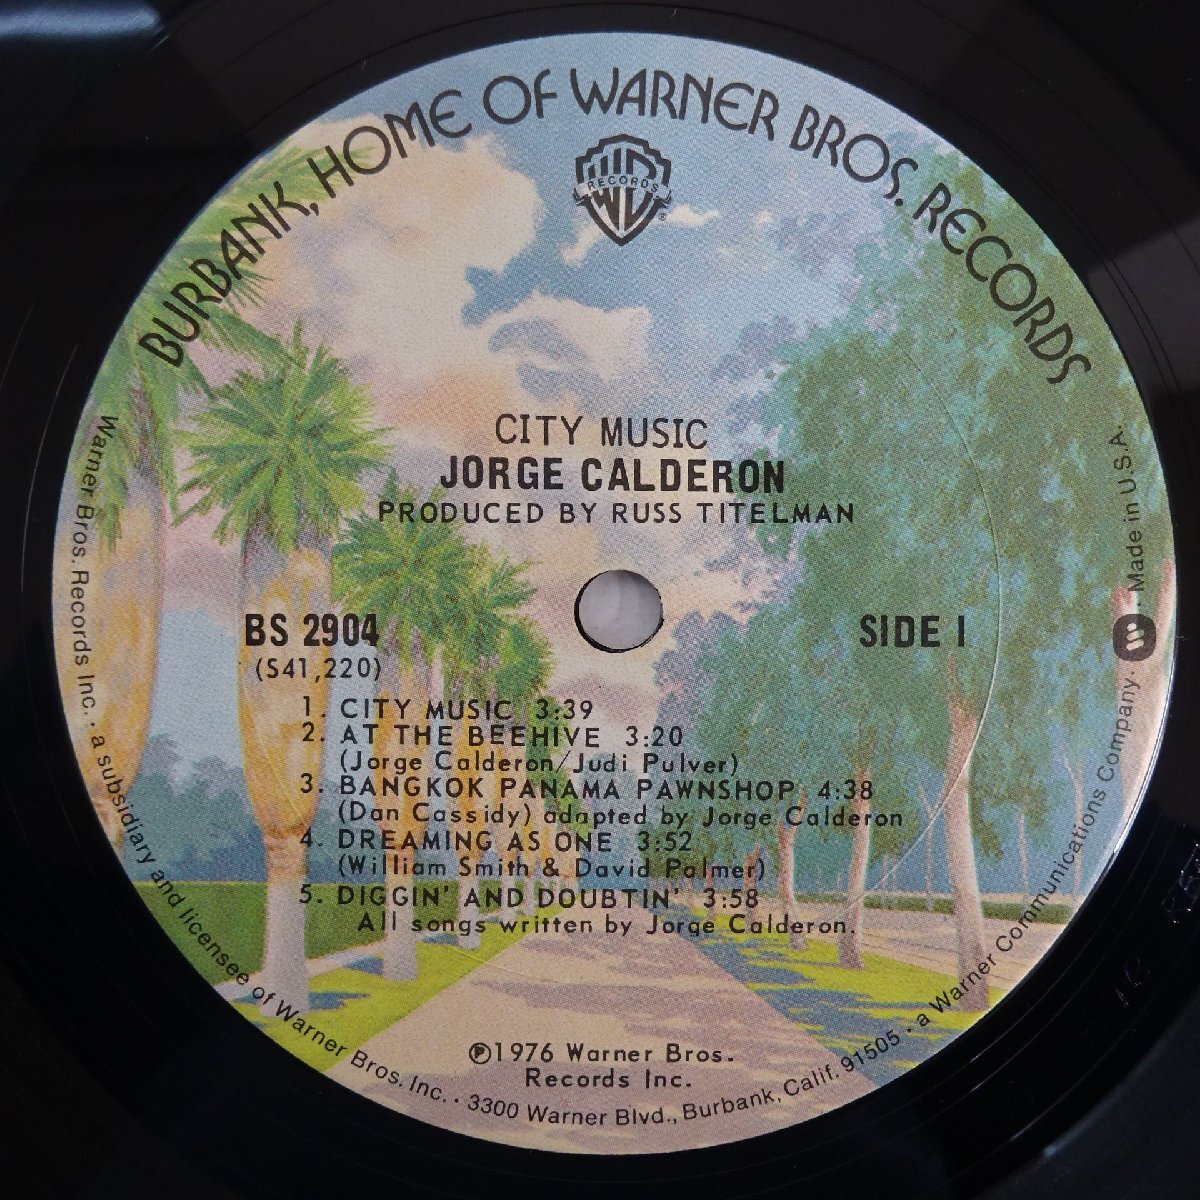 BURBANK, HOME OF WARNER BROS. RECORDS
W RECORDS B ®
CITY MUSIC
JORGE CALDERON
PRODUCED BY RUSS TITELMAN
BS 2904
(S41,220)
SIDE 1
1. CITY MUSIC 3:39
2. AT THE BEEHIVE 3:20
(Jorge Calderon/Judi Pulver)
3. BANGKOK PANAMA PAWNSHOP 4:38
(Dan Cassidy) adapted by Jorge Calderon
4. DREAMING AS ONE 3:52
(William Smith & David Palmer)
5. DIGGIN' AND DOUBTIN' 3:58
All songs written by Jorge Calderon.
℗1976 Warner Bros.
Records Inc.
Warner Bros. Records Inc. · a subsidiary and licensee of Warner Bros. Inc. · 3300 Warner Blvd., Burbank, Calif. 91505 · a Warner Communications Company. · Made in U.S.A.